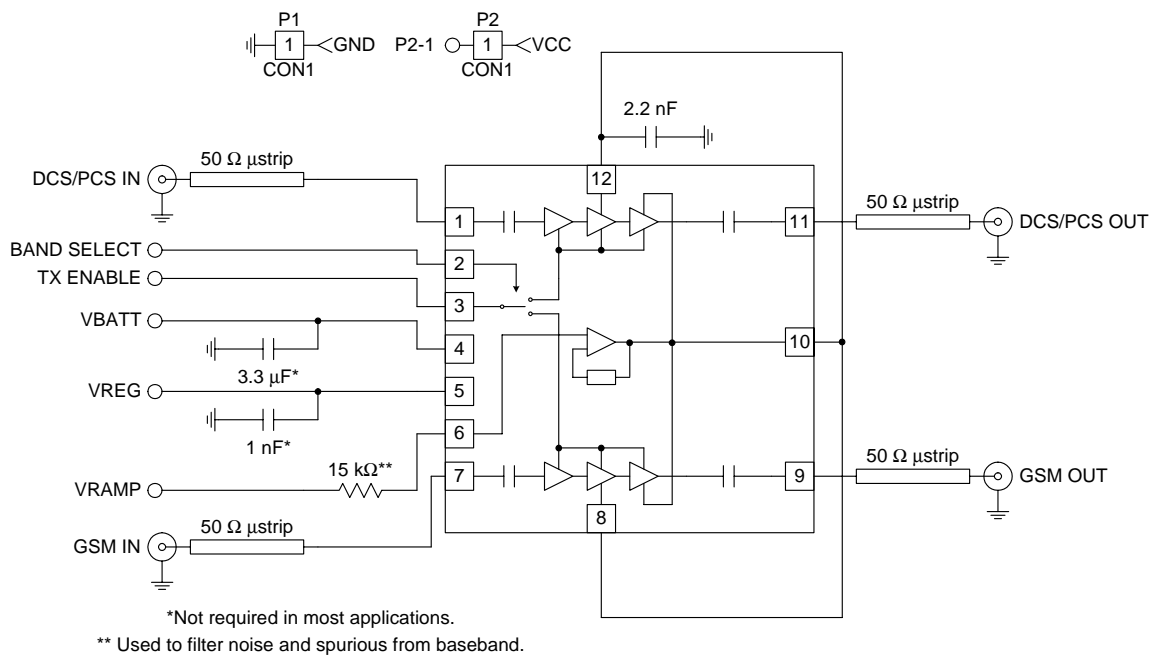 P1
1
GND
CON1
P2
P2-1
1
VCC
CON1
2.2 nF
50 Ω µstrip
DCS/PCS IN
12
1
11
50 Ω µstrip
DCS/PCS OUT
BAND SELECT
2
TX ENABLE
3
VBATT
4
10
3.3 µF*
VREG
5
1 nF*
6
15 kΩ**
VRAMP
7
9
50 Ω µstrip
GSM OUT
8
50 Ω µstrip
GSM IN
*Not required in most applications.
** Used to filter noise and spurious from baseband.